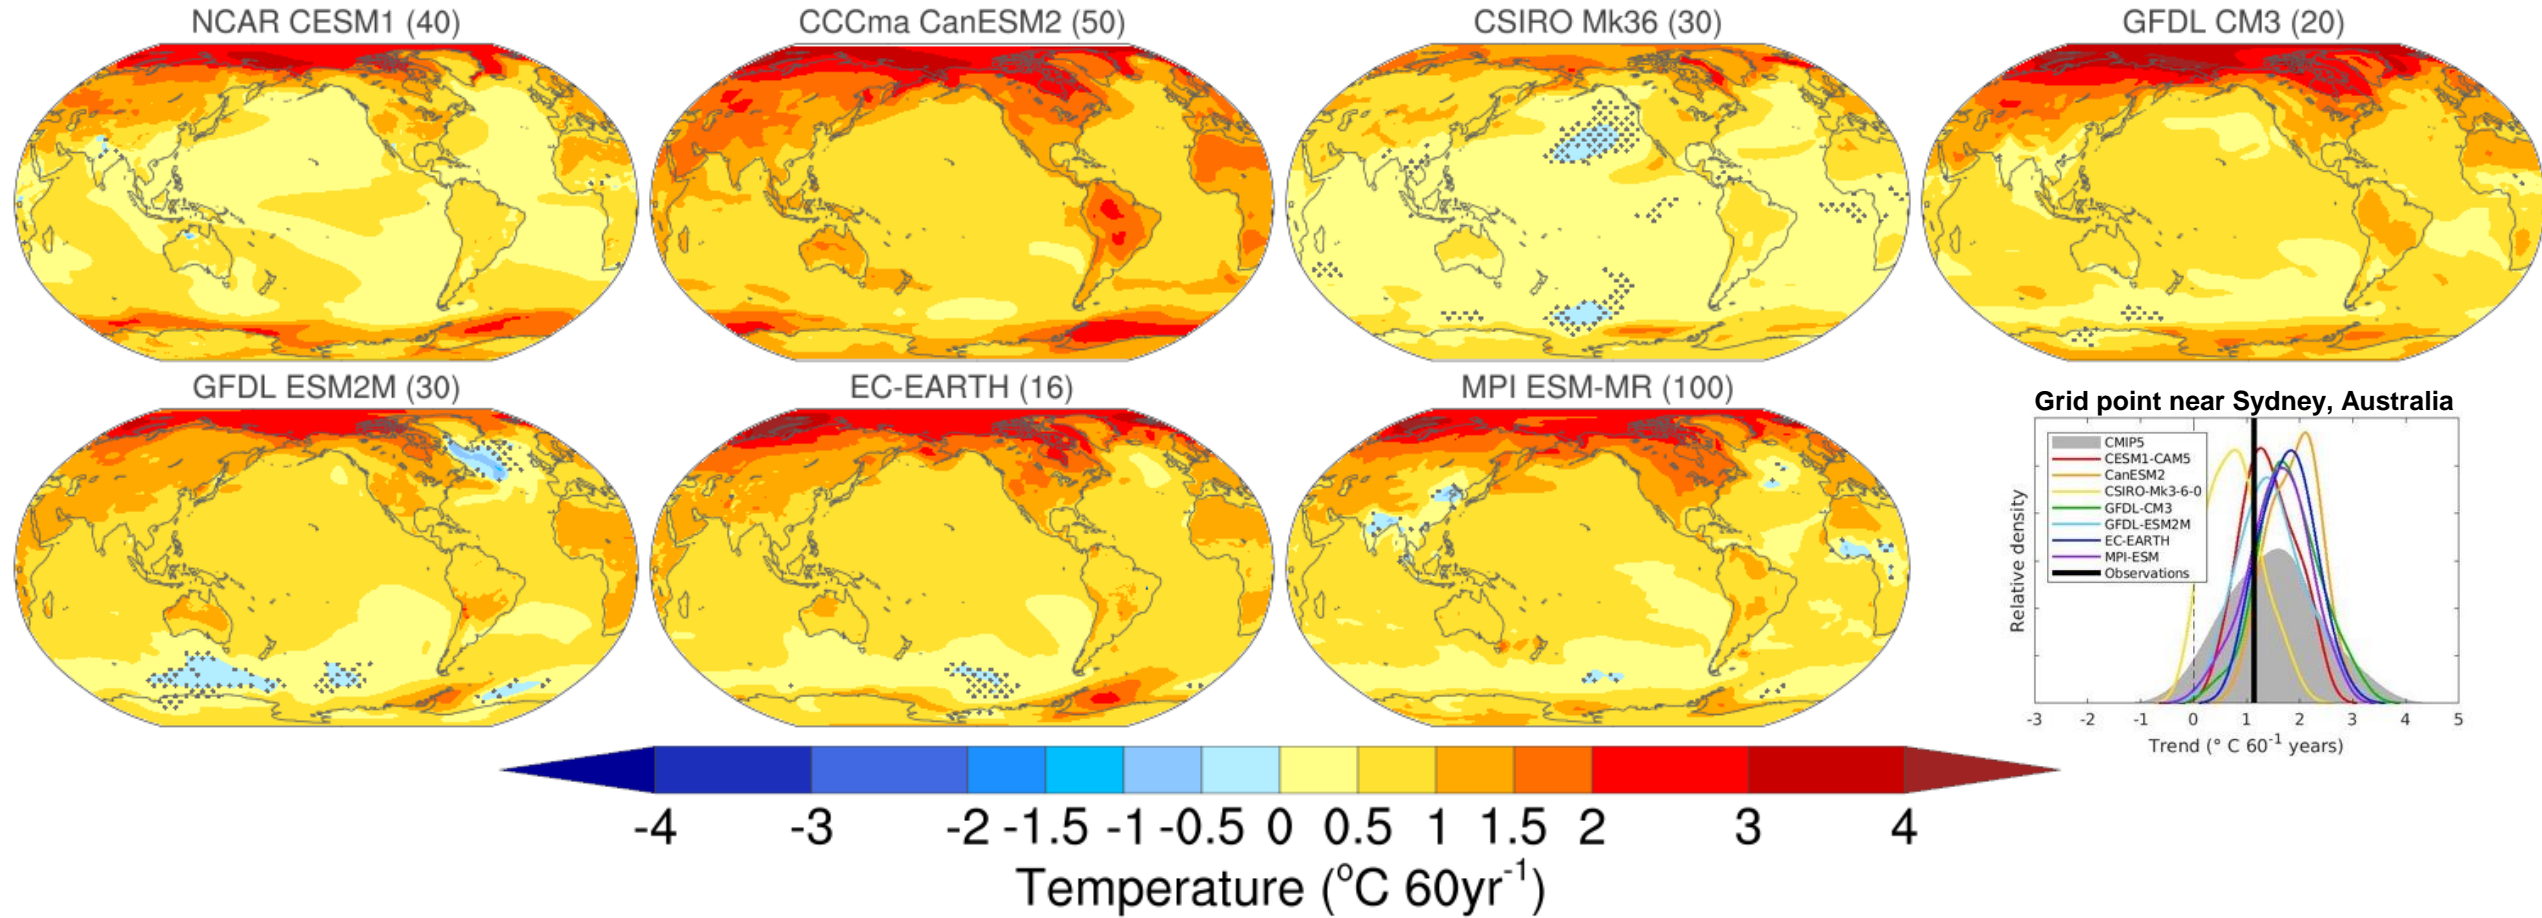 NCAR CESM1 (40)
CCCma CanESM2 (50)
CSIRO Mk36 (30)
GFDL CM3 (20)
GFDL ESM2M (30)
EC-EARTH (16)
MPI ESM-MR (100)
Grid point near Sydney, Australia
CMIP5
CESM1-CAM5
CanESM2
CSIRO-Mk3-6-0
GFDL-CM3
GFDL-ESM2M
EC-EARTH
MPI-ESM
Observations
Relative density
-3 -2 -1 0 1 2 3 4 5
Trend (° C 60⁻¹ years)
-4 -3 -2 -1.5 -1 -0.5 0 0.5 1 1.5 2 3 4
Temperature (°C 60yr⁻¹)